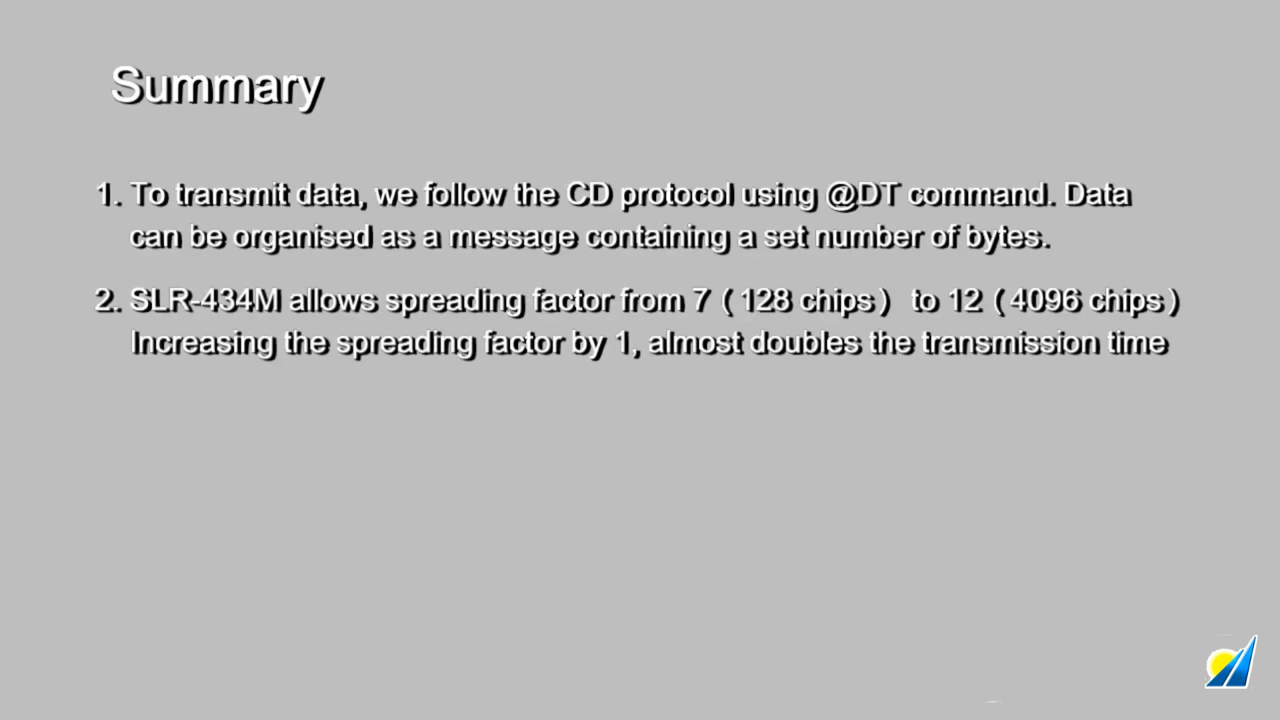 Summary
1. To transmit data, we follow the CD protocol using @DT command. Data
can be organised as a message containing a set number of bytes.
2. SLR-434M allows spreading factor from 7 (128 chips) to 12 (4096 chips)
Increasing the spreading factor by 1, almost doubles the transmission time